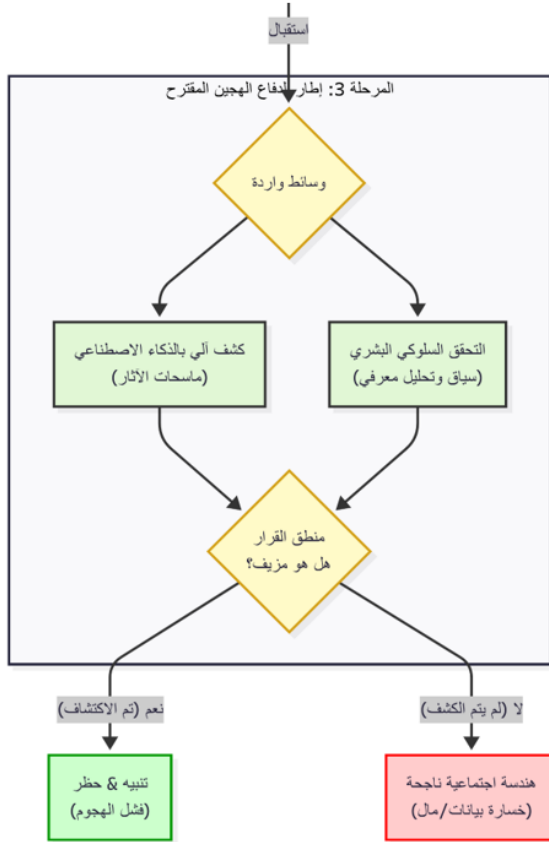 استقبال
المرحلة 3: إطار الدفاع الهجين المقترح
وسائط واردة
التحقق السلوكي البشري
(سياق وتحليل معرفي)
كشف آلي بالذكاء الاصطناعي
(ماسحات الآثار)
منطق القرار
هل هو مزيف؟
لا (لم يتم الكشف)
نعم (تم الاكتشاف)
هندسة اجتماعية ناجحة
(خسارة بيانات/مال)
تنبيه & حظر
(فشل الهجوم)